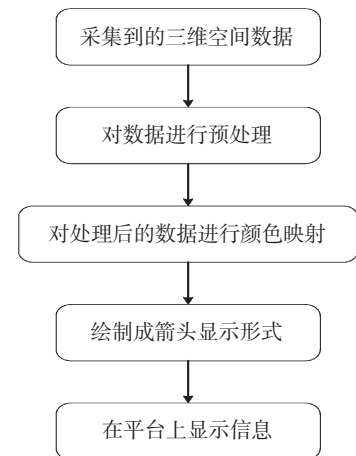 采集到的三维空间数据
对数据进行预处理
对处理后的数据进行颜色映射
绘制成箭头显示形式
在平台上显示信息